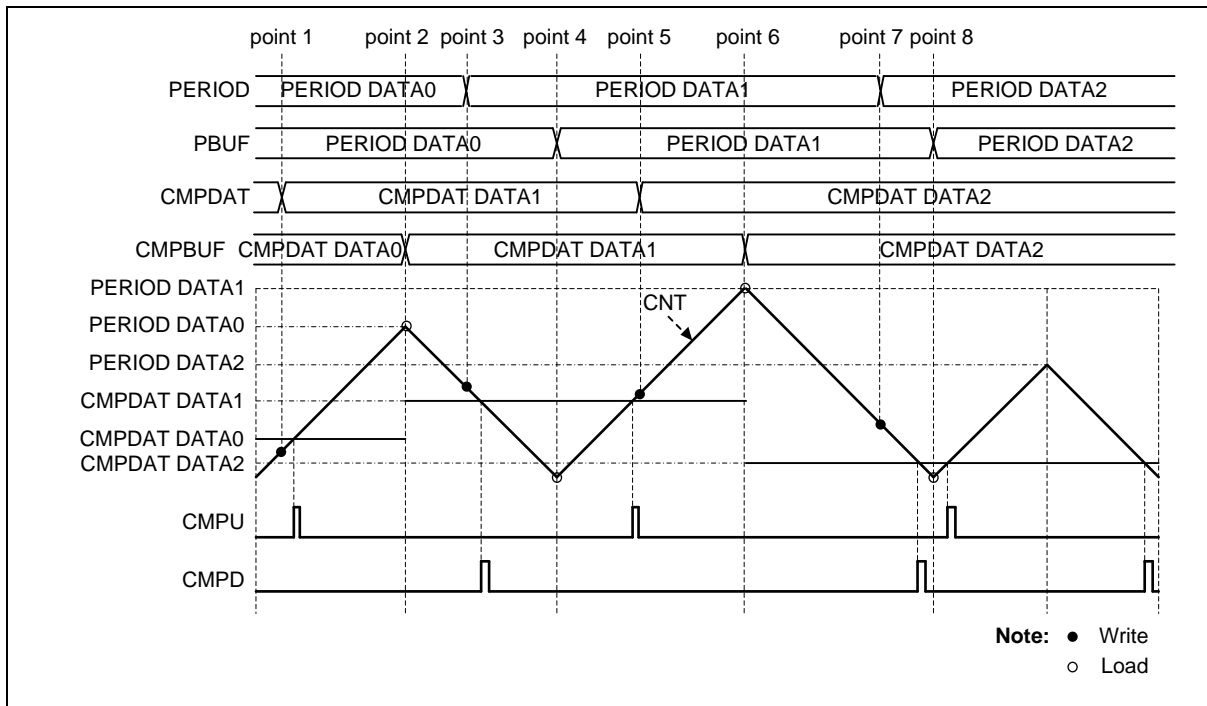 point 1 point 2 point 3 point 4 point 5 point 6 point 7 point 8
PERIOD PERIOD DATA0 PERIOD DATA1 PERIOD DATA2
PBUF PERIOD DATA0 PERIOD DATA1 PERIOD DATA2
CMPDAT CMPDAT DATA1 CMPDAT DATA2
CMPBUF CMPDAT DATA0 CMPDAT DATA1 CMPDAT DATA2
PERIOD DATA1
CNT
PERIOD DATA0
PERIOD DATA2
CMPDAT DATA1
CMPDAT DATA0
CMPDAT DATA2
CMPU
CMPD
Note: Write
Load